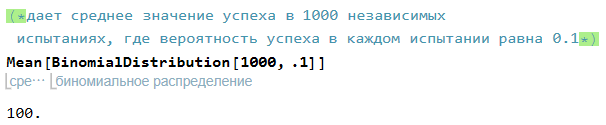 (*дает среднее значение успеха в 1000 независимых
испытаниях, где вероятность успеха в каждом испытании равна 0.1*)
Mean[BinomialDistribution[1000, .1]]
сре⋯ биномиальное распределение
100.